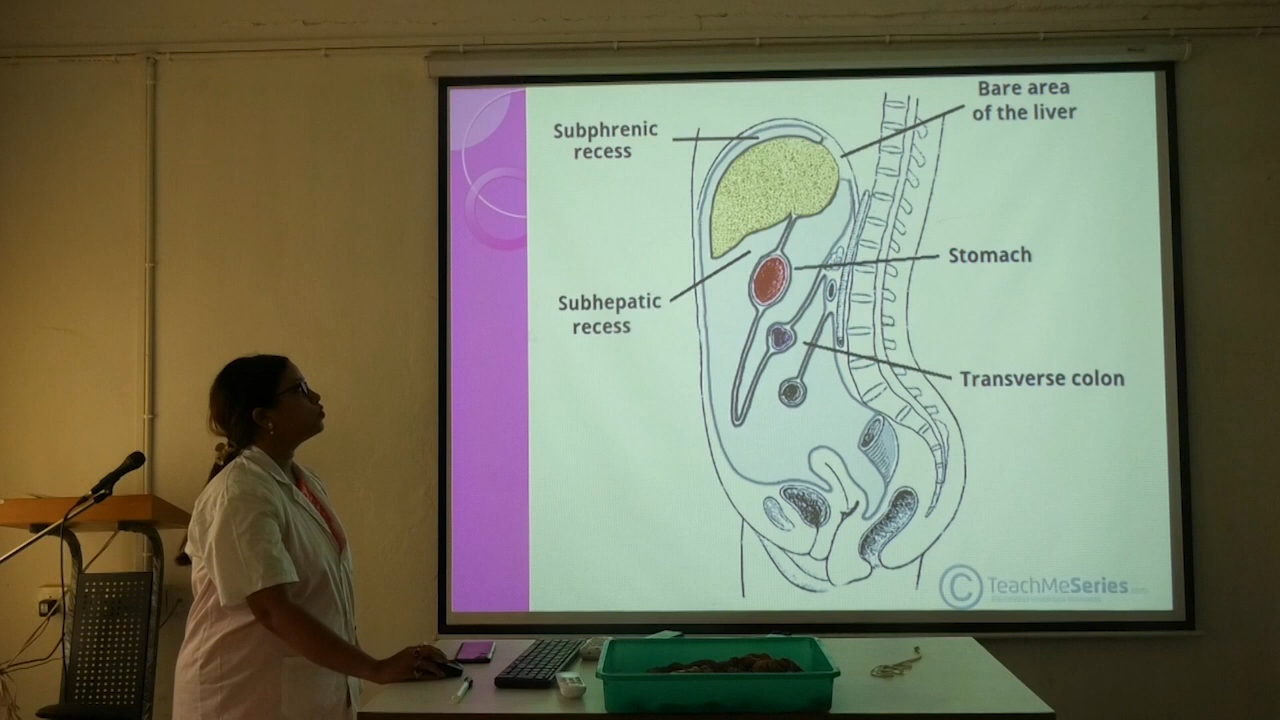 Bare area
of the liver
Subphrenic
recess
Stomach
Subhepatic
recess
Transverse colon
© TeachMeSeries